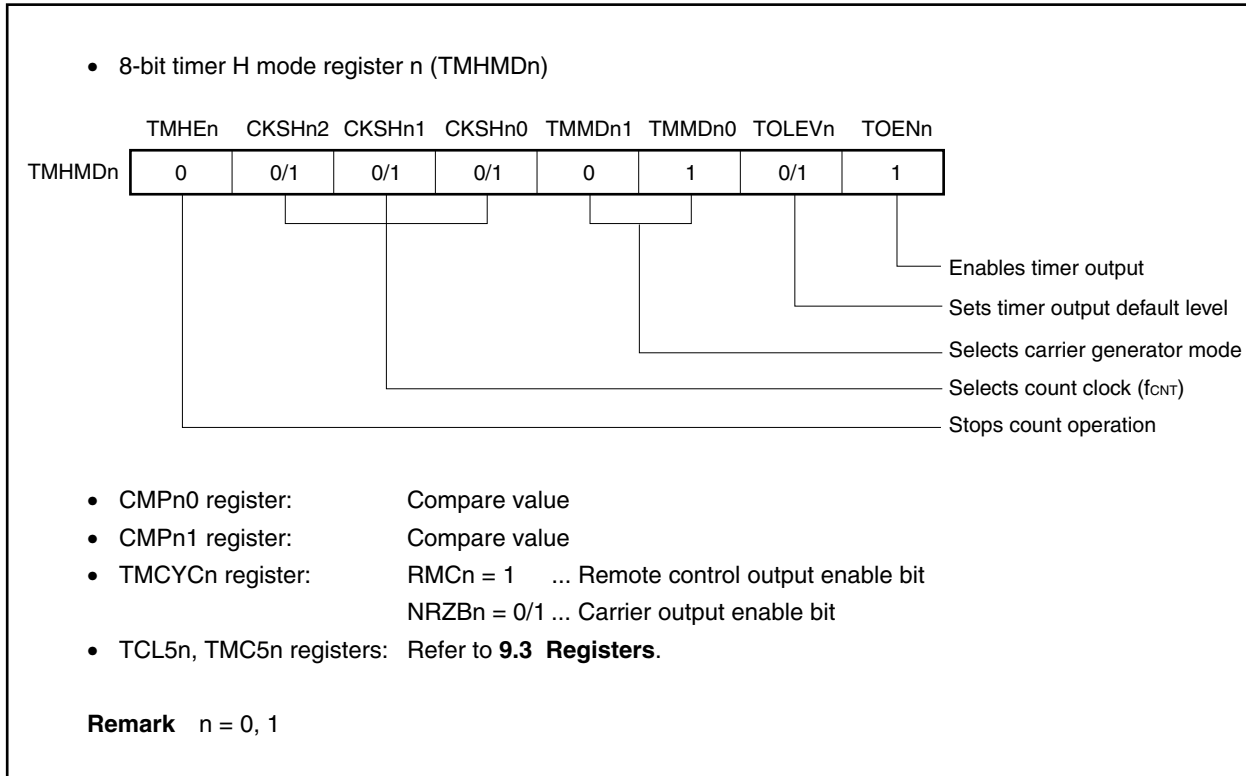 • 8-bit timer H mode register n (TMHMDn)
TMHEn CKSHn2 CKSHn1 CKSHn0 TMMDn1 TMMDn0 TOLEVn TOENn
TMHMDn 0 0/1 0/1 0/1 0 1 0/1 1
Enables timer output
Sets timer output default level
Selects carrier generator mode
Selects count clock (fCNT)
Stops count operation
• CMPn0 register: Compare value
• CMPn1 register: Compare value
• TMCYCn register: RMCn = 1 ... Remote control output enable bit
NRZBn = 0/1 ... Carrier output enable bit
• TCL5n, TMC5n registers: Refer to 9.3 Registers.
Remark n = 0, 1